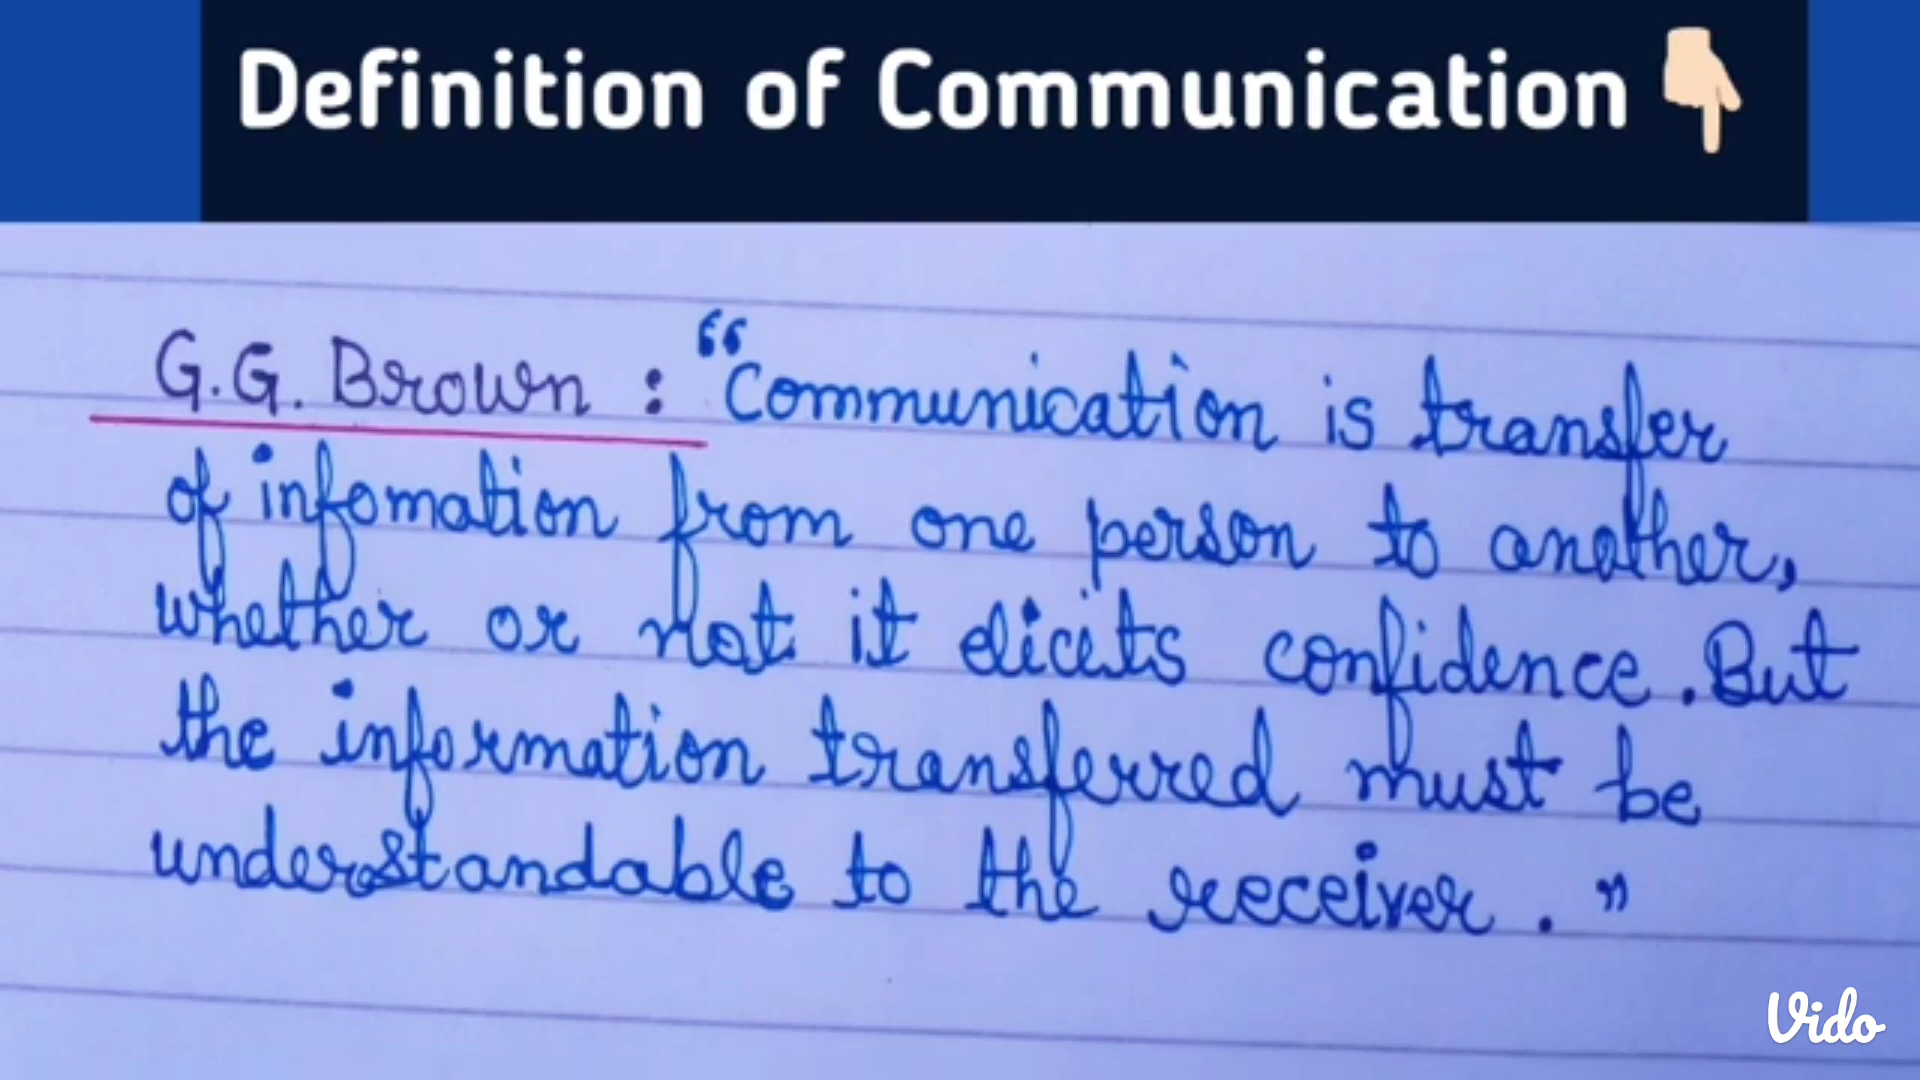 Definition of Communication 👇🏻
G.G. Brown : “Communication is transfer
of infomation from one person to another,
whether or not it elicits confidence. But
the information transferred must be
understandable to the receiver. ”
Vido